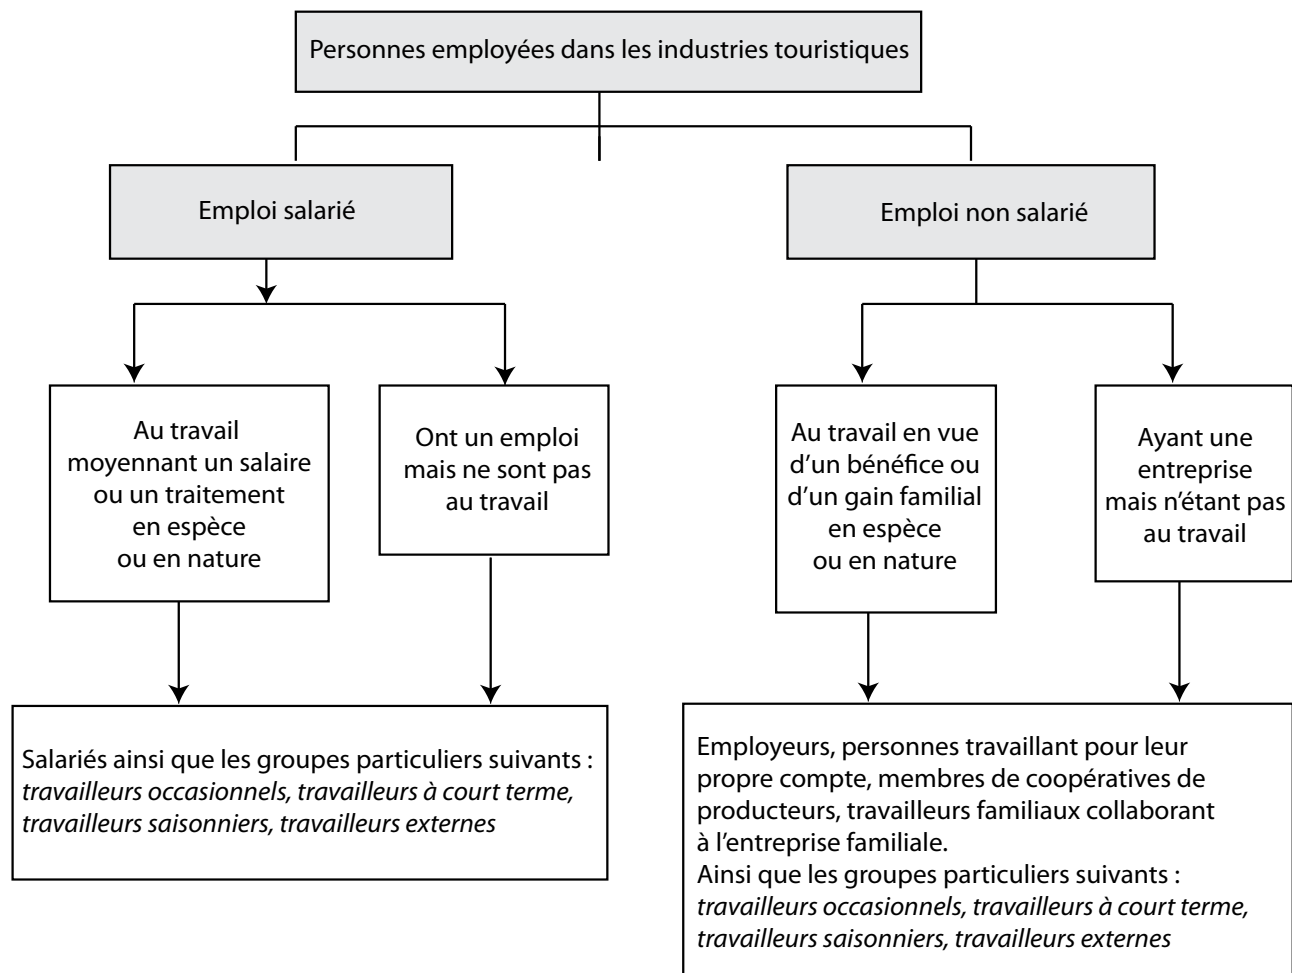 Personnes employées dans les industries touristiques
Emploi salarié
Emploi non salarié
Au travail
moyennant un salaire
ou un traitement
en espèce
ou en nature
Ont un emploi
mais ne sont pas
au travail
Au travail en vue
d’un bénéfice ou
d’un gain familial
en espèce
ou en nature
Ayant une
entreprise
mais n’étant pas
au travail
Salariés ainsi que les groupes particuliers suivants :
travailleurs occasionnels, travailleurs à court terme,
travailleurs saisonniers, travailleurs externes
Employeurs, personnes travaillant pour leur
propre compte, membres de coopératives de
producteurs, travailleurs familiaux collaborant
à l’entreprise familiale.
Ainsi que les groupes particuliers suivants :
travailleurs occasionnels, travailleurs à court terme,
travailleurs saisonniers, travailleurs externes